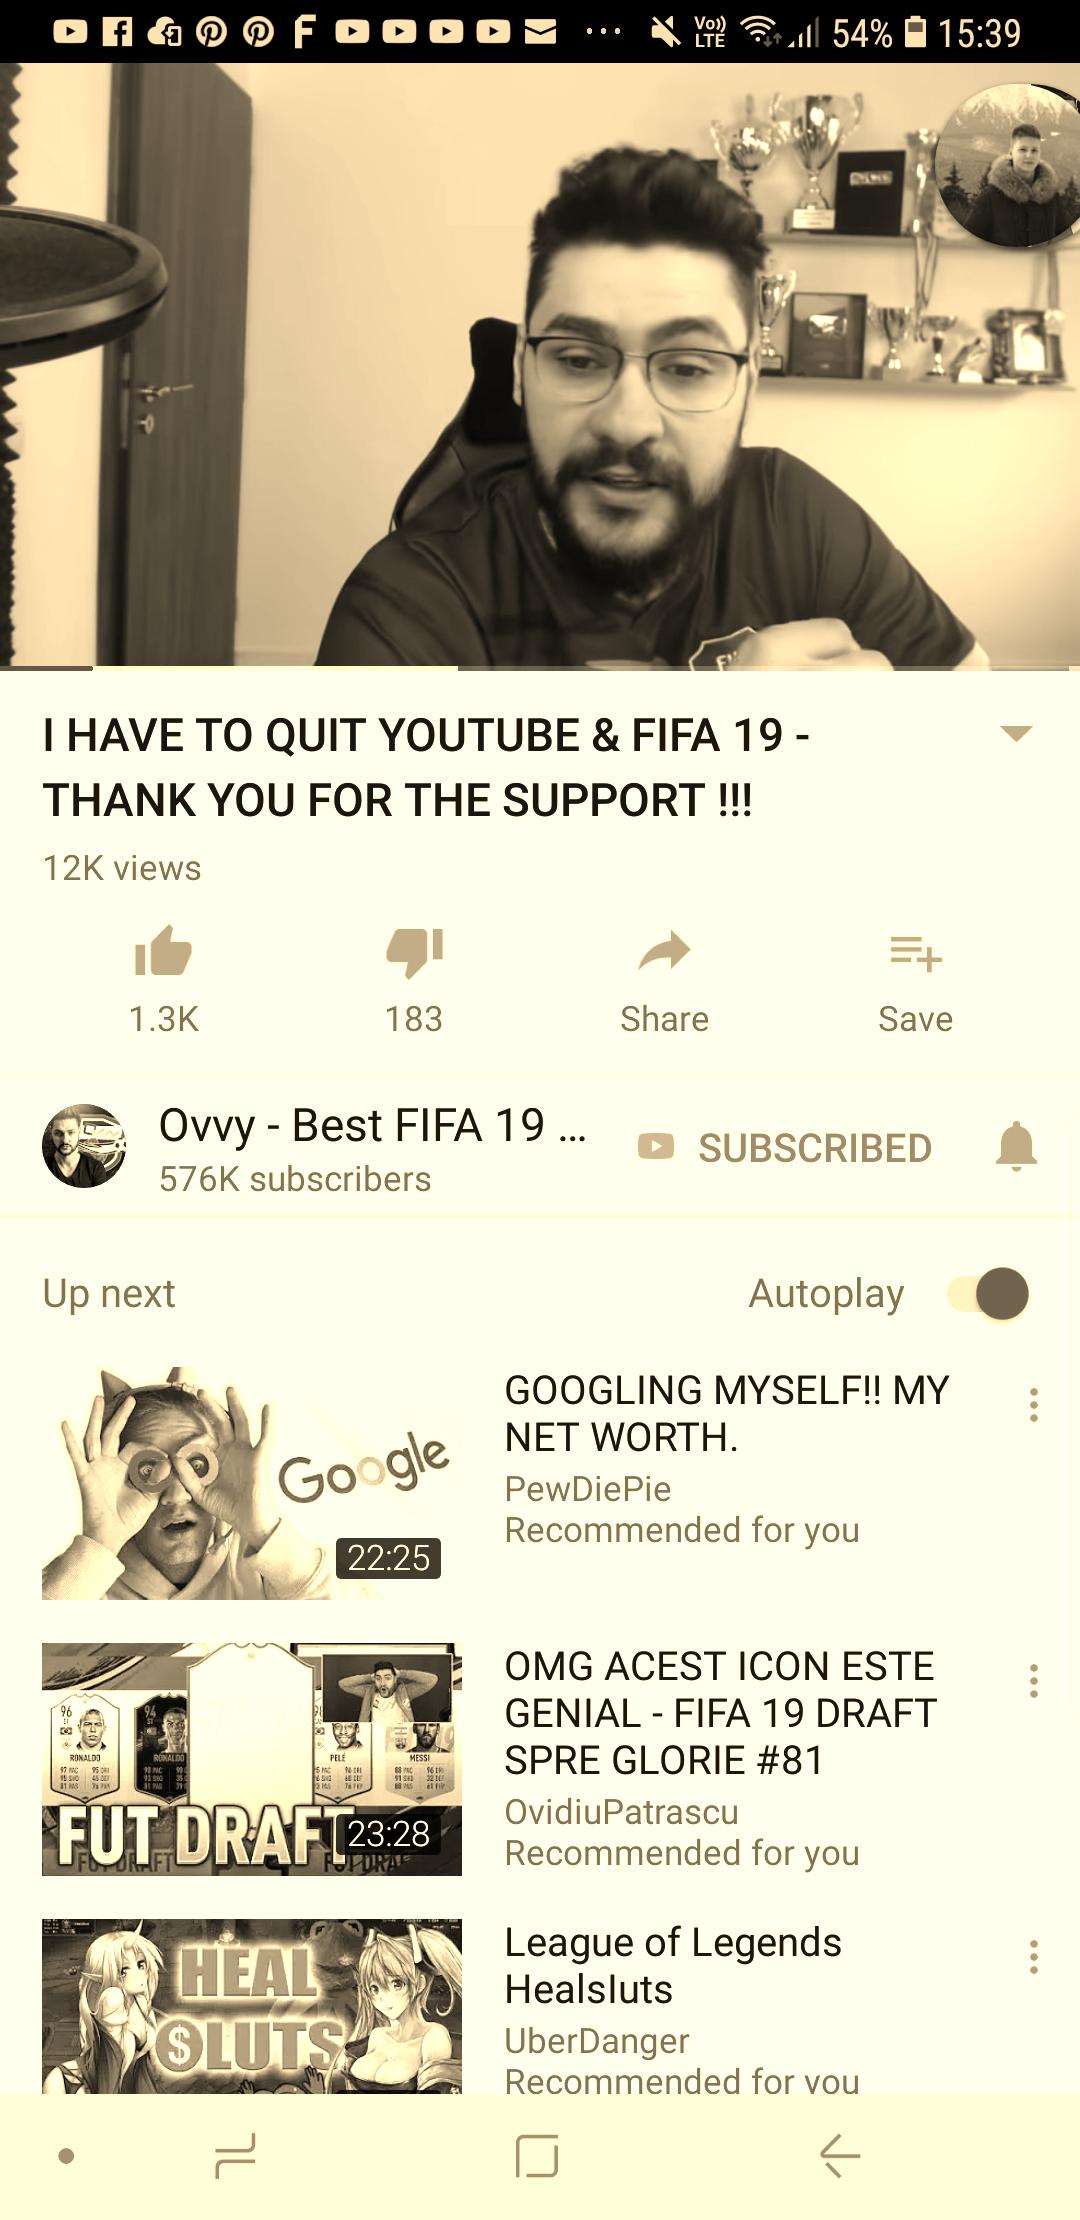 Vo))
LTE
54%
15:39
I HAVE TO QUIT YOUTUBE & FIFA 19 -
THANK YOU FOR THE SUPPORT !!!
12K views
1.3K
183
Share
Save
Ovvy - Best FIFA 19 ...
576K subscribers
SUBSCRIBED
Up next
Autoplay
Google
22:25
GOOGLING MYSELF!! MY
NET WORTH.
PewDiePie
Recommended for you
96
RONALDO
94
RONALDO
PELÉ
MESSI
FUT DRAFT
23:28
OMG ACEST ICON ESTE
GENIAL - FIFA 19 DRAFT
SPRE GLORIE #81
OvidiuPatrascu
Recommended for you
HEAL
$LUTS
League of Legends
Healsluts
UberDanger
Recommended for you